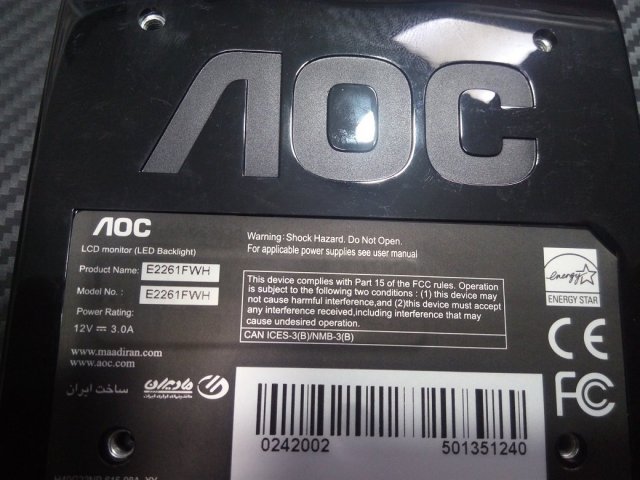 AOC
AOC
LCD monitor (LED Backlight)
Product Name: E2261FWH
Model No. : E2261FWH
Power Rating:
12V ⎓ 3.0A
www.maadiran.com
www.aoc.com
ساخت ایران
مادیران
Warning: Shock Hazard. Do Not Open.
For applicable power supplies see user manual
This device complies with Part 15 of the FCC rules. Operation
is subject to the following two conditions : (1) this device may
not cause harmful interference,and (2)this device must accept
any interference received,including interference that may
cause undesired operation.
CAN ICES-3(B)/NMB-3(B)
energy
ENERGY STAR
CE
FC
0242002
501351240